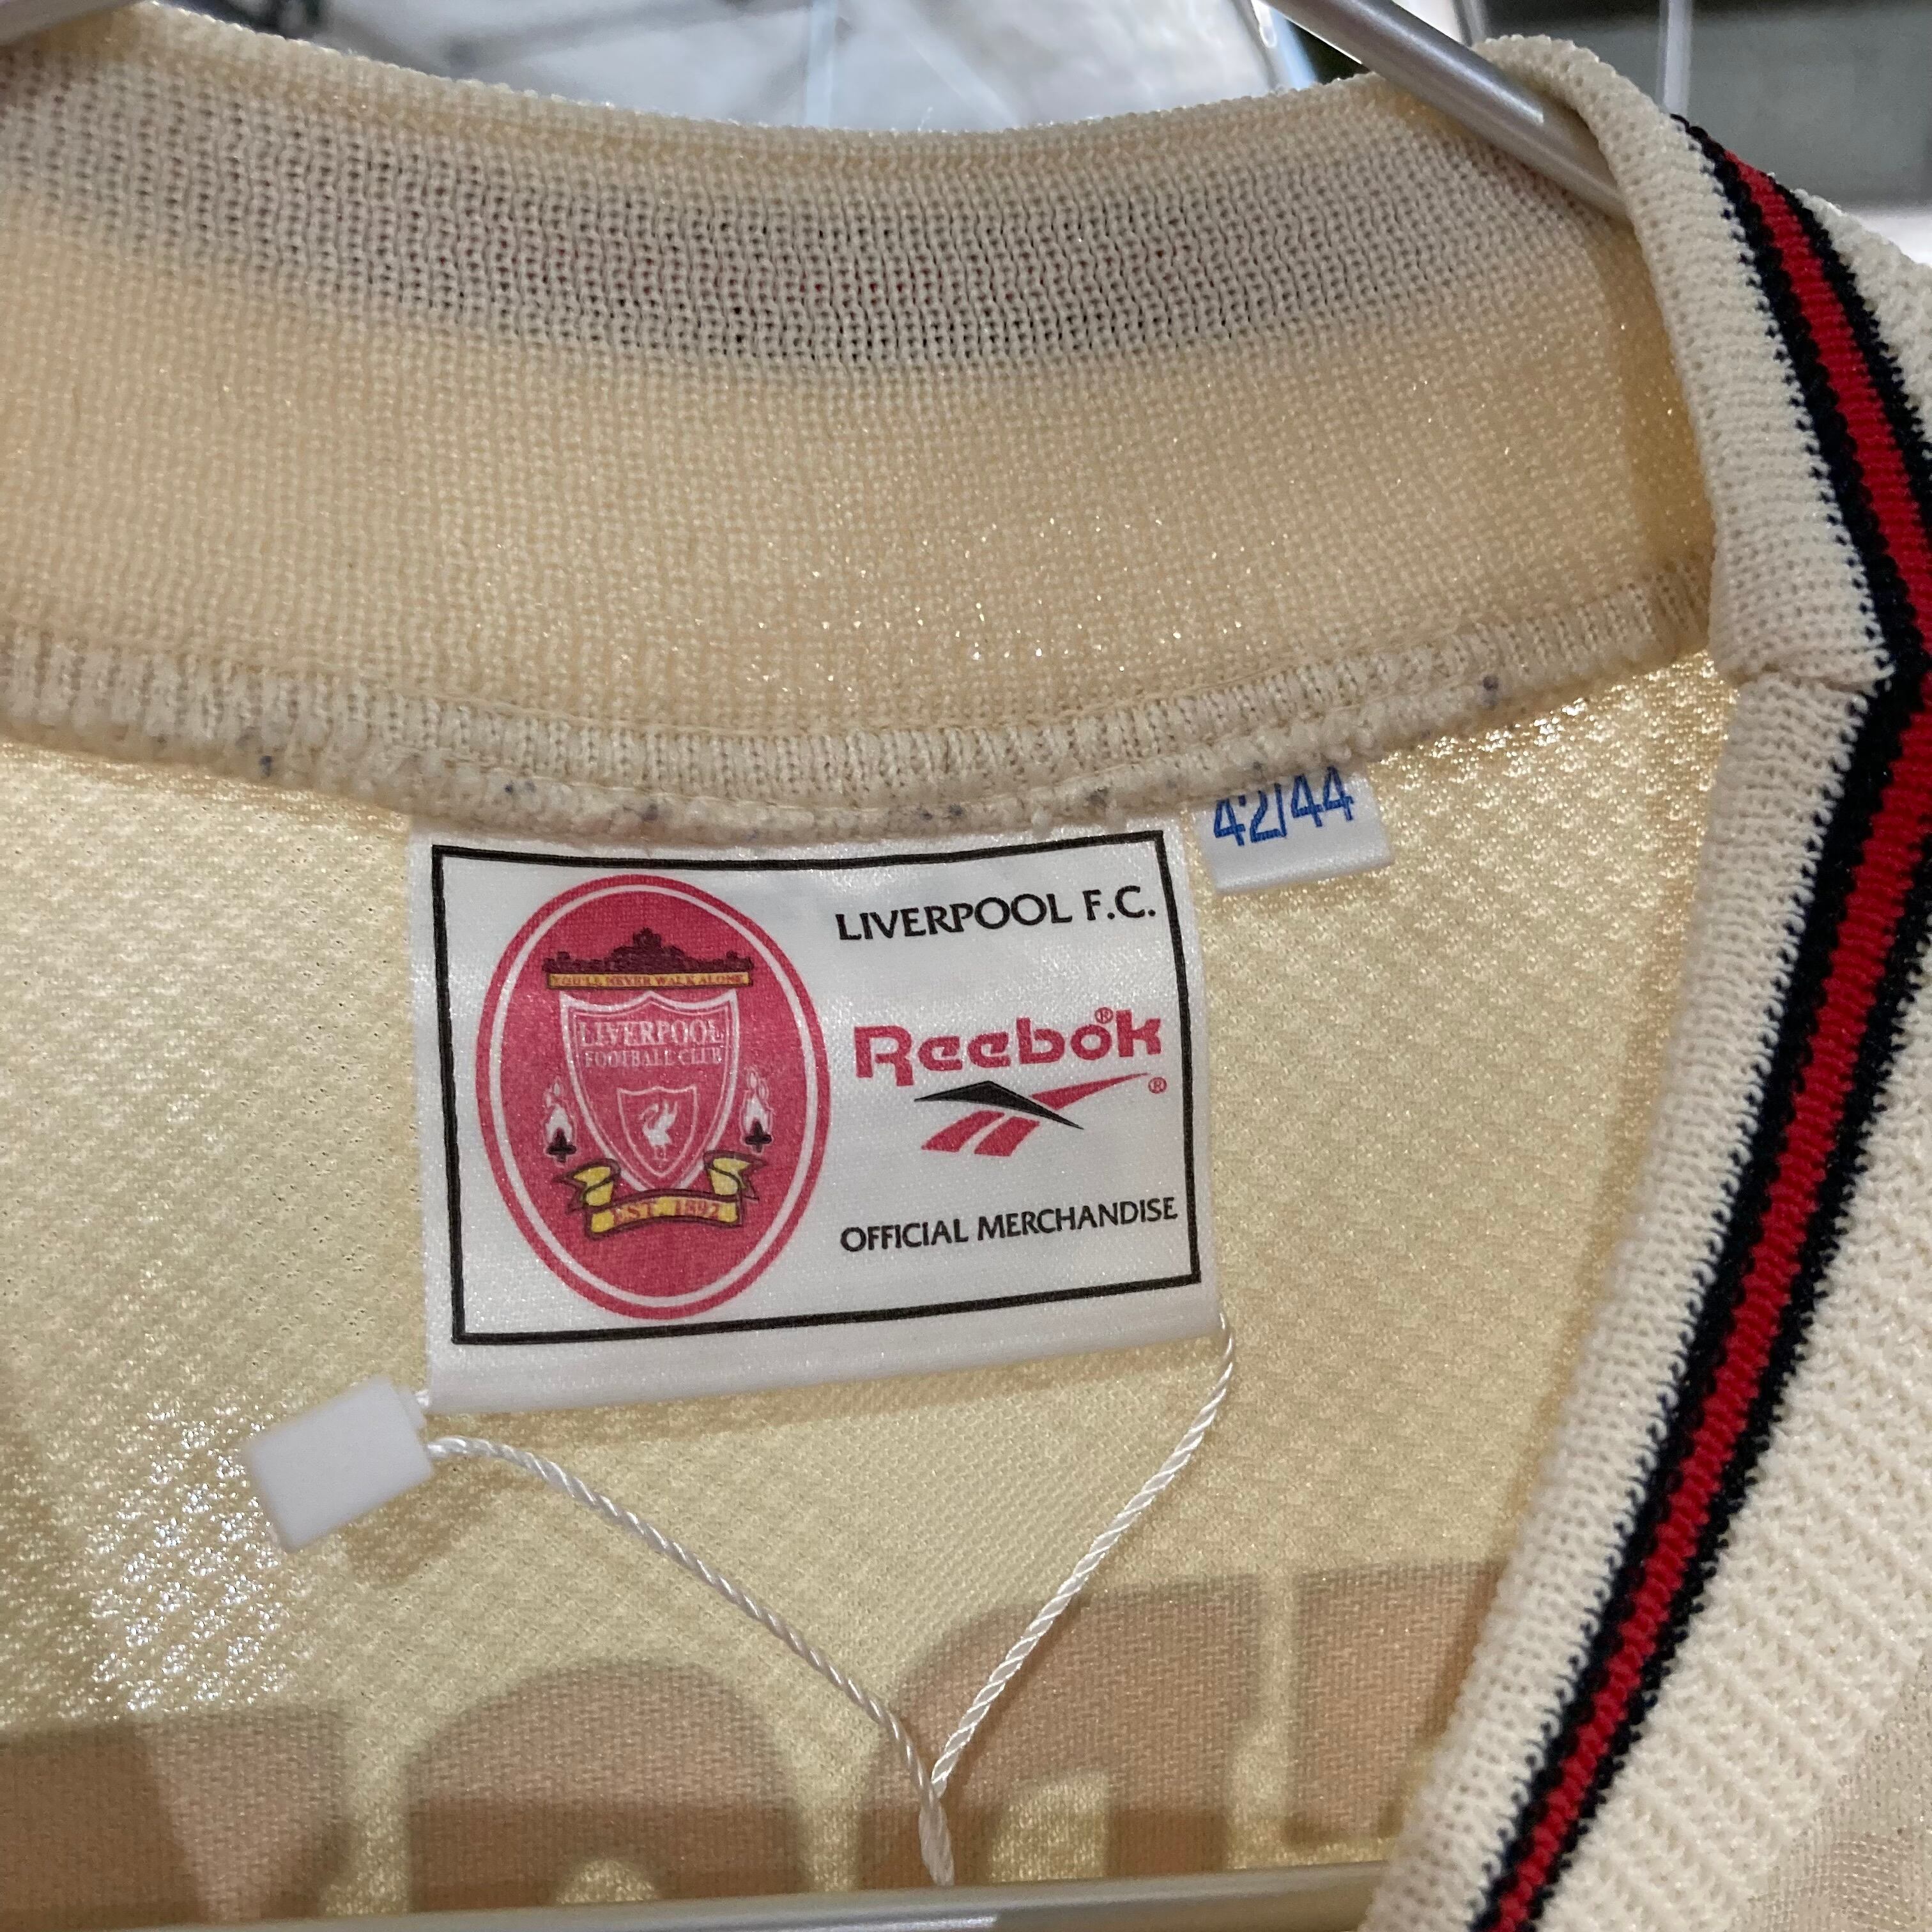 42/44
LIVERPOOL F.C.
YOU'LL NEVER WALK ALONE
LIVERPOOL
FOOTBALL CLUB
EST. 1892
Reebok®
®
OFFICIAL MERCHANDISE